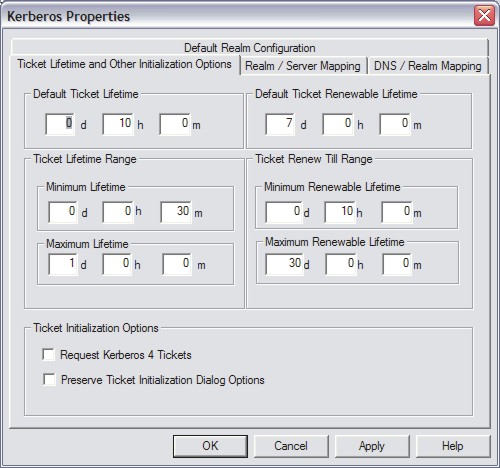 Kerberos Properties
Default Realm Configuration
Ticket Lifetime and Other Initialization Options Realm / Server Mapping DNS / Realm Mapping
Default Ticket Lifetime
0 d 10 h 0 m
Default Ticket Renewable Lifetime
7 d 0 h 0 m
Ticket Lifetime Range
Minimum Lifetime
0 d 0 h 30 m
Maximum Lifetime
1 d 0 h 0 m
Ticket Renew Till Range
Minimum Renewable Lifetime
0 d 10 h 0 m
Maximum Renewable Lifetime
30 d 0 h 0 m
Ticket Initialization Options
Request Kerberos 4 Tickets
Preserve Ticket Initialization Dialog Options
OK Cancel Apply Help